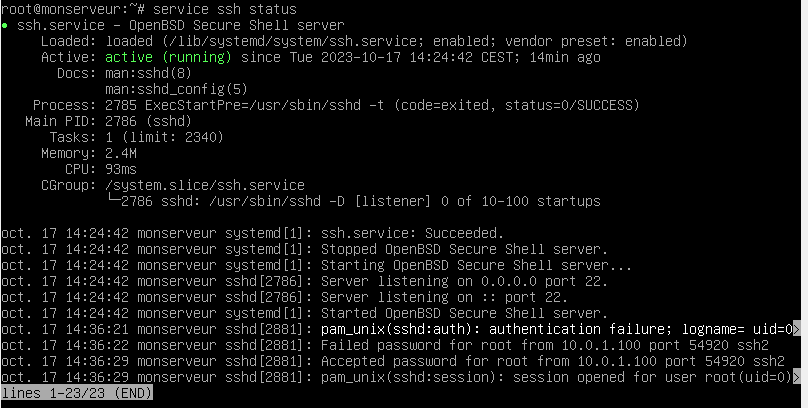 root@monserveur:~# service ssh status
● ssh.service - OpenBSD Secure Shell server
Loaded: loaded (/lib/systemd/system/ssh.service; enabled; vendor preset: enabled)
Active: active (running) since Tue 2023-10-17 14:24:42 CEST; 14min ago
Docs: man:sshd(8)
man:sshd_config(5)
Process: 2785 ExecStartPre=/usr/sbin/sshd -t (code=exited, status=0/SUCCESS)
Main PID: 2786 (sshd)
Tasks: 1 (limit: 2340)
Memory: 2.4M
CPU: 93ms
CGroup: /system.slice/ssh.service
└─2786 sshd: /usr/sbin/sshd -D [listener] 0 of 10-100 startups
oct. 17 14:24:42 monserveur systemd[1]: ssh.service: Succeeded.
oct. 17 14:24:42 monserveur systemd[1]: Stopped OpenBSD Secure Shell server.
oct. 17 14:24:42 monserveur systemd[1]: Starting OpenBSD Secure Shell server...
oct. 17 14:24:42 monserveur sshd[2786]: Server listening on 0.0.0.0 port 22.
oct. 17 14:24:42 monserveur sshd[2786]: Server listening on :: port 22.
oct. 17 14:24:42 monserveur systemd[1]: Started OpenBSD Secure Shell server.
oct. 17 14:36:21 monserveur sshd[2881]: pam_unix(sshd:auth): authentication failure; logname= uid=0>
oct. 17 14:36:22 monserveur sshd[2881]: Failed password for root from 10.0.1.100 port 54920 ssh2
oct. 17 14:36:29 monserveur sshd[2881]: Accepted password for root from 10.0.1.100 port 54920 ssh2
oct. 17 14:36:29 monserveur sshd[2881]: pam_unix(sshd:session): session opened for user root(uid=0)>
lines 1-23/23 (END)